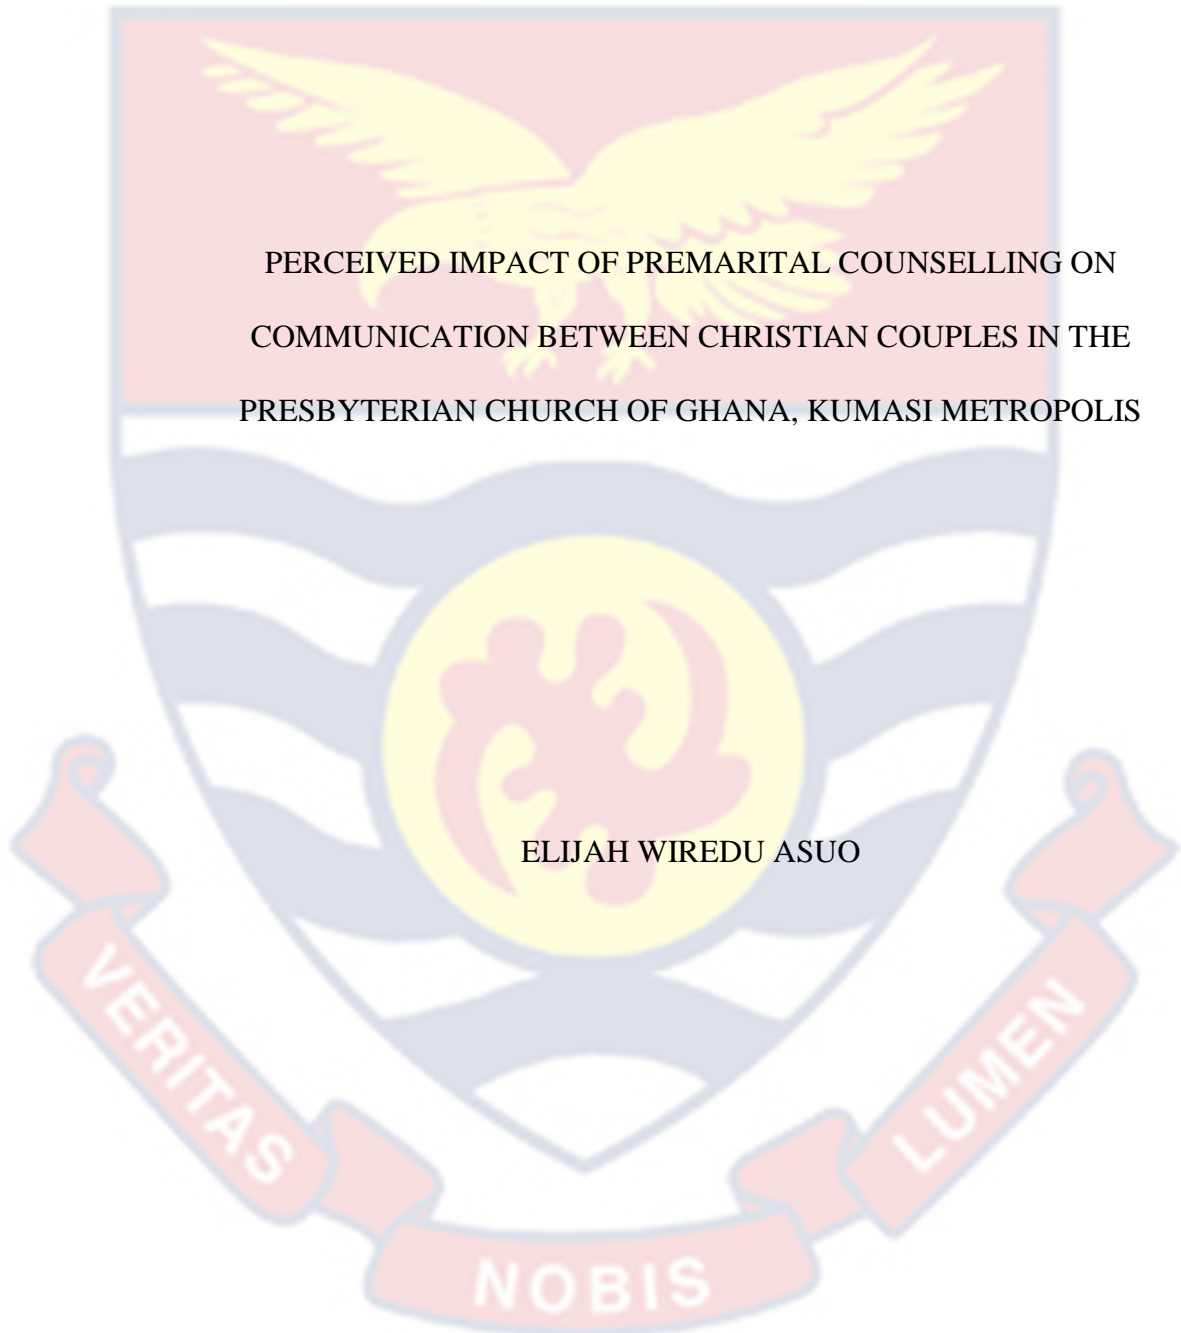 PERCEIVED IMPACT OF PREMARITAL COUNSELLING ON
COMMUNICATION BETWEEN CHRISTIAN COUPLES IN THE
PRESBYTERIAN CHURCH OF GHANA, KUMASI METROPOLIS
ELIJAH WIREDU ASUO
VERITAS
NOBIS
LUMEN